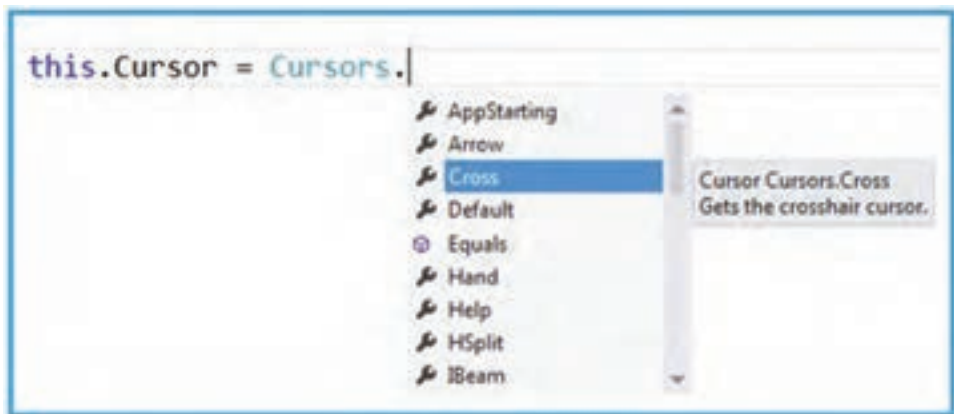 this.Cursor = Cursors.
AppStarting
Arrow
Cross
Cursor Cursors.Cross
Gets the crosshair cursor.
Default
Equals
Hand
Help
HSplit
IBeam